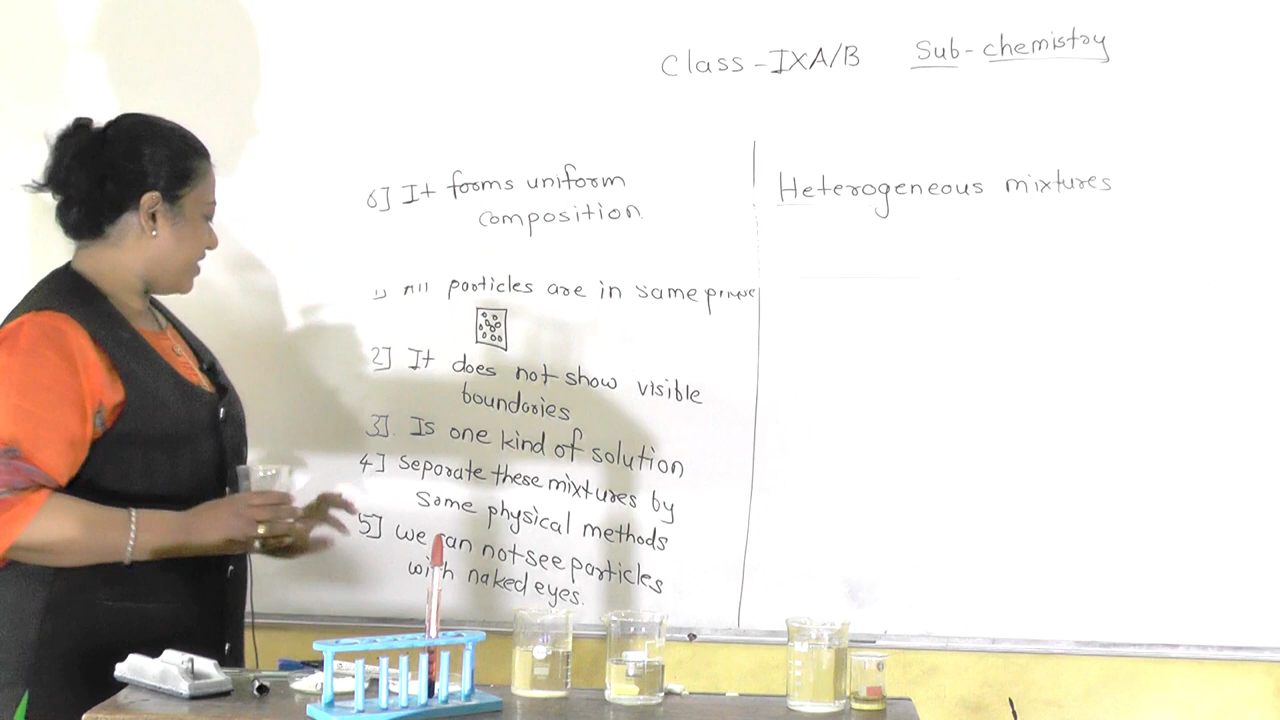 Class - IXA/B Sub - chemistry
6] It forms uniform
composition.
1) All particles are in same phase
2] It does not show visible
boundaries
3]. Is one kind of solution
4] Separate these mixtures by
some physical methods
5] we can not see particles
with naked eyes.
Heterogeneous mixtures